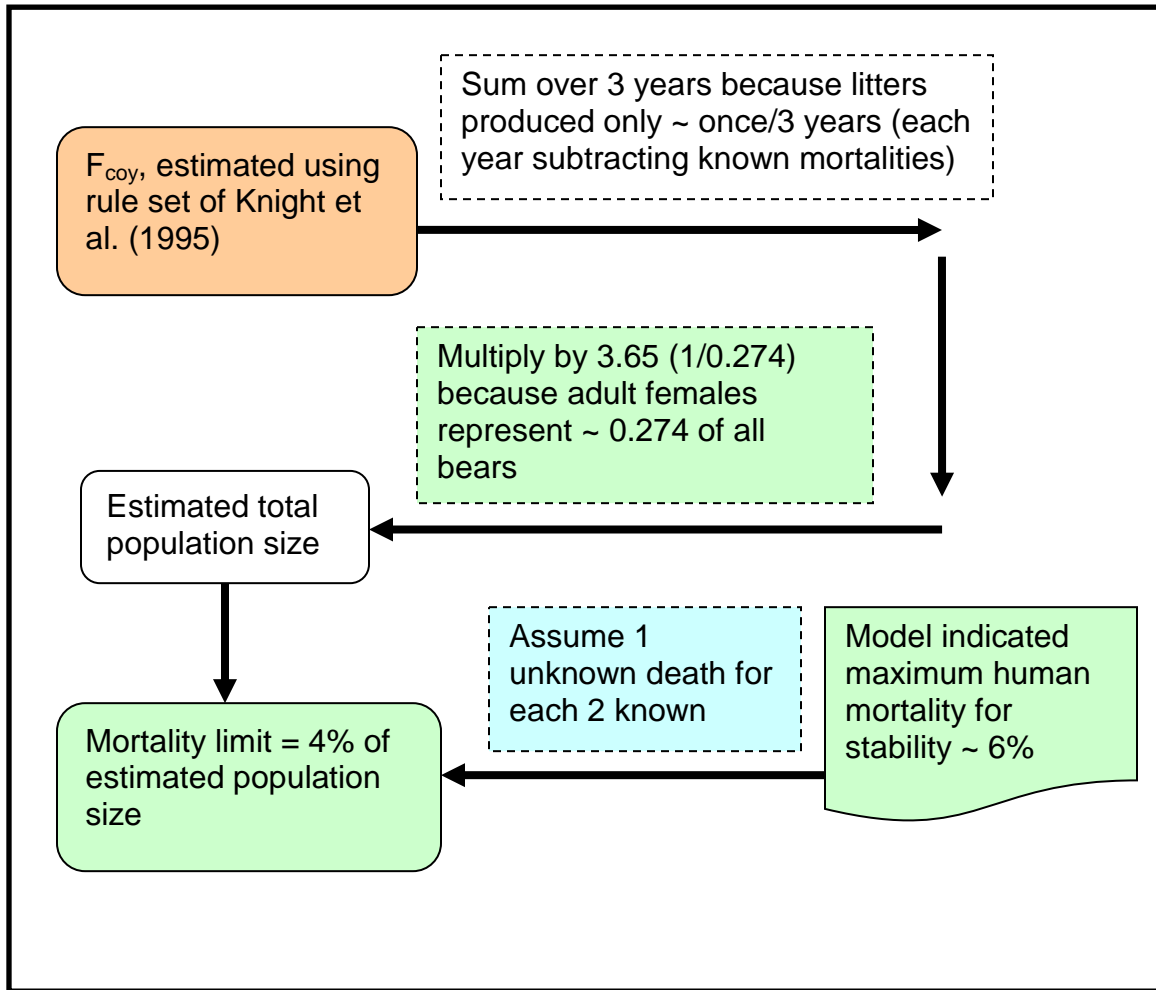 Sum over 3 years because litters
produced only ~ once/3 years (each
year subtracting known mortalities)
F_coy, estimated using
rule set of Knight et
al. (1995)
Multiply by 3.65 (1/0.274)
because adult females
represent ~ 0.274 of all
bears
Estimated total
population size
Assume 1
unknown death for
each 2 known
Model indicated
maximum human
mortality for
stability ~ 6%
Mortality limit = 4% of
estimated population
size